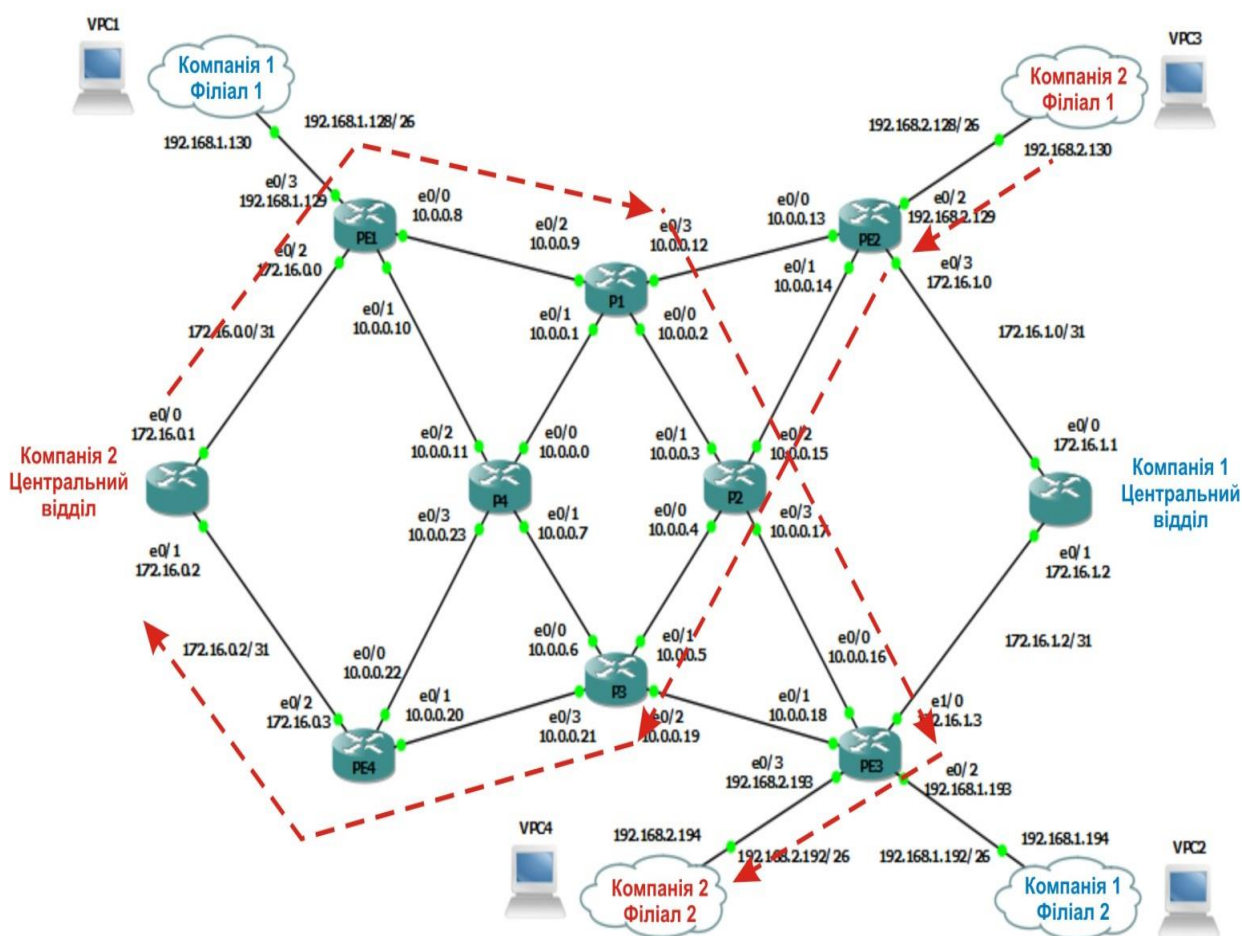 VPC1
Компанія 1
Філіал 1
192.168.1.130
192.168.1.128/26
e0/3
192.168.1.129
e0/0
10.0.0.8
PE1
e0/2
172.16.0.0
e0/1
10.0.0.10
172.16.0.0/31
e0/2
10.0.0.9
e0/3
10.0.0.12
P1
e0/1
10.0.0.1
e0/0
10.0.0.2
VPC3
Компанія 2
Філіал 1
192.168.2.128/26
192.168.2.130
e0/0
10.0.0.13
e0/2
192.168.2.129
PE2
e0/3
172.16.1.0
e0/1
10.0.0.14
172.16.1.0/31
e0/0
172.16.0.1
Компанія 2
Центральний
відділ
e0/1
172.16.0.2
e0/2
10.0.0.11
e0/0
10.0.0.0
P4
e0/3
10.0.0.23
e0/1
10.0.0.7
e0/1
10.0.0.3
e0/2
10.0.0.15
P2
e0/0
10.0.0.4
e0/3
10.0.0.17
e0/0
172.16.1.1
Компанія 1
Центральний
відділ
e0/1
172.16.1.2
172.16.0.2/31
e0/0
10.0.0.22
e0/2
172.16.0.3
e0/1
10.0.0.20
PE4
e0/0
10.0.0.6
e0/1
10.0.0.5
P3
e0/3
10.0.0.21
e0/2
10.0.0.19
e0/0
10.0.0.16
172.16.1.2/31
e0/1
10.0.0.18
e1/0
172.16.1.3
PE3
e0/3
192.168.2.193
e0/2
192.168.1.193
VPC4
192.168.2.194
192.168.2.192/26
Компанія 2
Філіал 2
192.168.1.192/26
192.168.1.194
Компанія 1
Філіал 2
VPC2